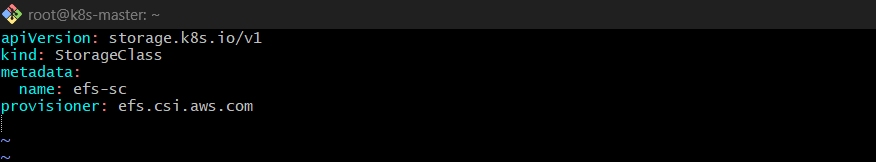 root@k8s-master: ~
apiVersion: storage.k8s.io/v1
kind: StorageClass
metadata:
  name: efs-sc
provisioner: efs.csi.aws.com
~
~